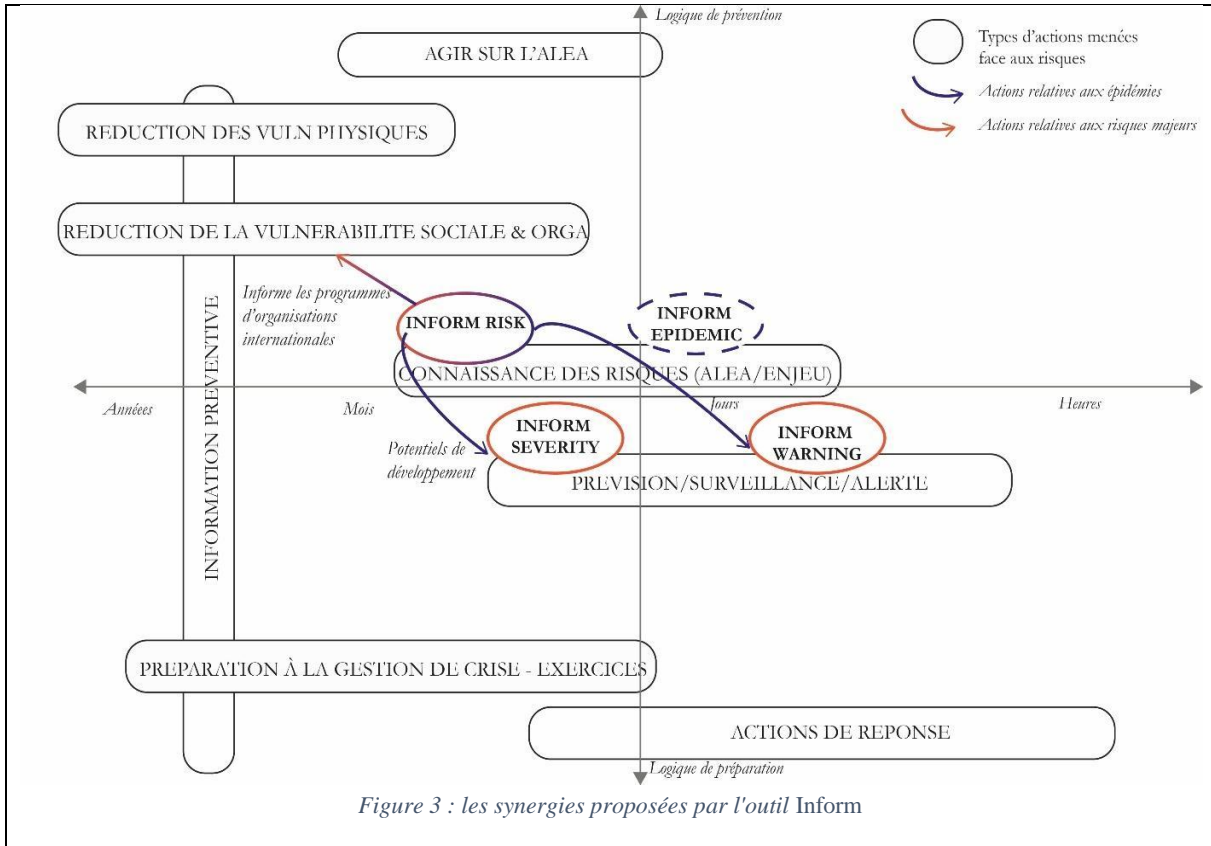 Logique de prévention
AGIR SUR L'ALEA
Types d'actions menées
face aux risques
Actions relatives aux épidémies
Actions relatives aux risques majeurs
REDUCTION DES VULN PHYSIQUES
REDUCTION DE LA VULNERABILITE SOCIALE & ORGA
INFORMATION PREVENTIVE
Informe les programmes
d'organisations
internationales
INFORM RISK
INFORM
EPIDEMIC
CONNAISSANCE DES RISQUES (ALEA/ENJEU)
Années
Mois
Jours
Heures
Potentiels de
développement
INFORM
SEVERITY
INFORM
WARNING
PREVISION/SURVEILLANCE/ALERTE
PREPARATION À LA GESTION DE CRISE - EXERCICES
ACTIONS DE REPONSE
Logique de préparation
Figure 3 : les synergies proposées par l'outil Inform